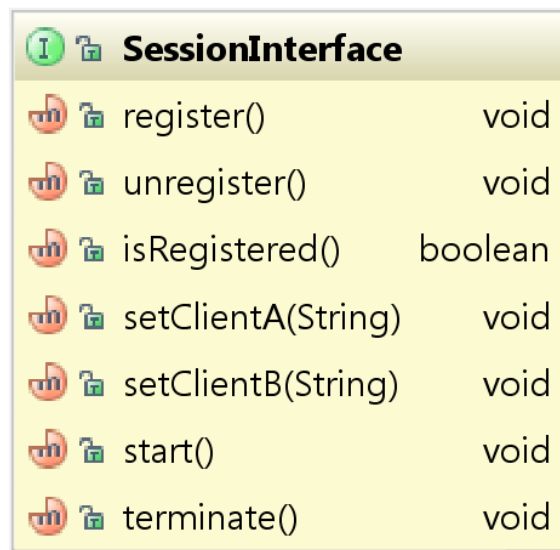 SessionInterface
register() void
unregister() void
isRegistered() boolean
setClientA(String) void
setClientB(String) void
start() void
terminate() void